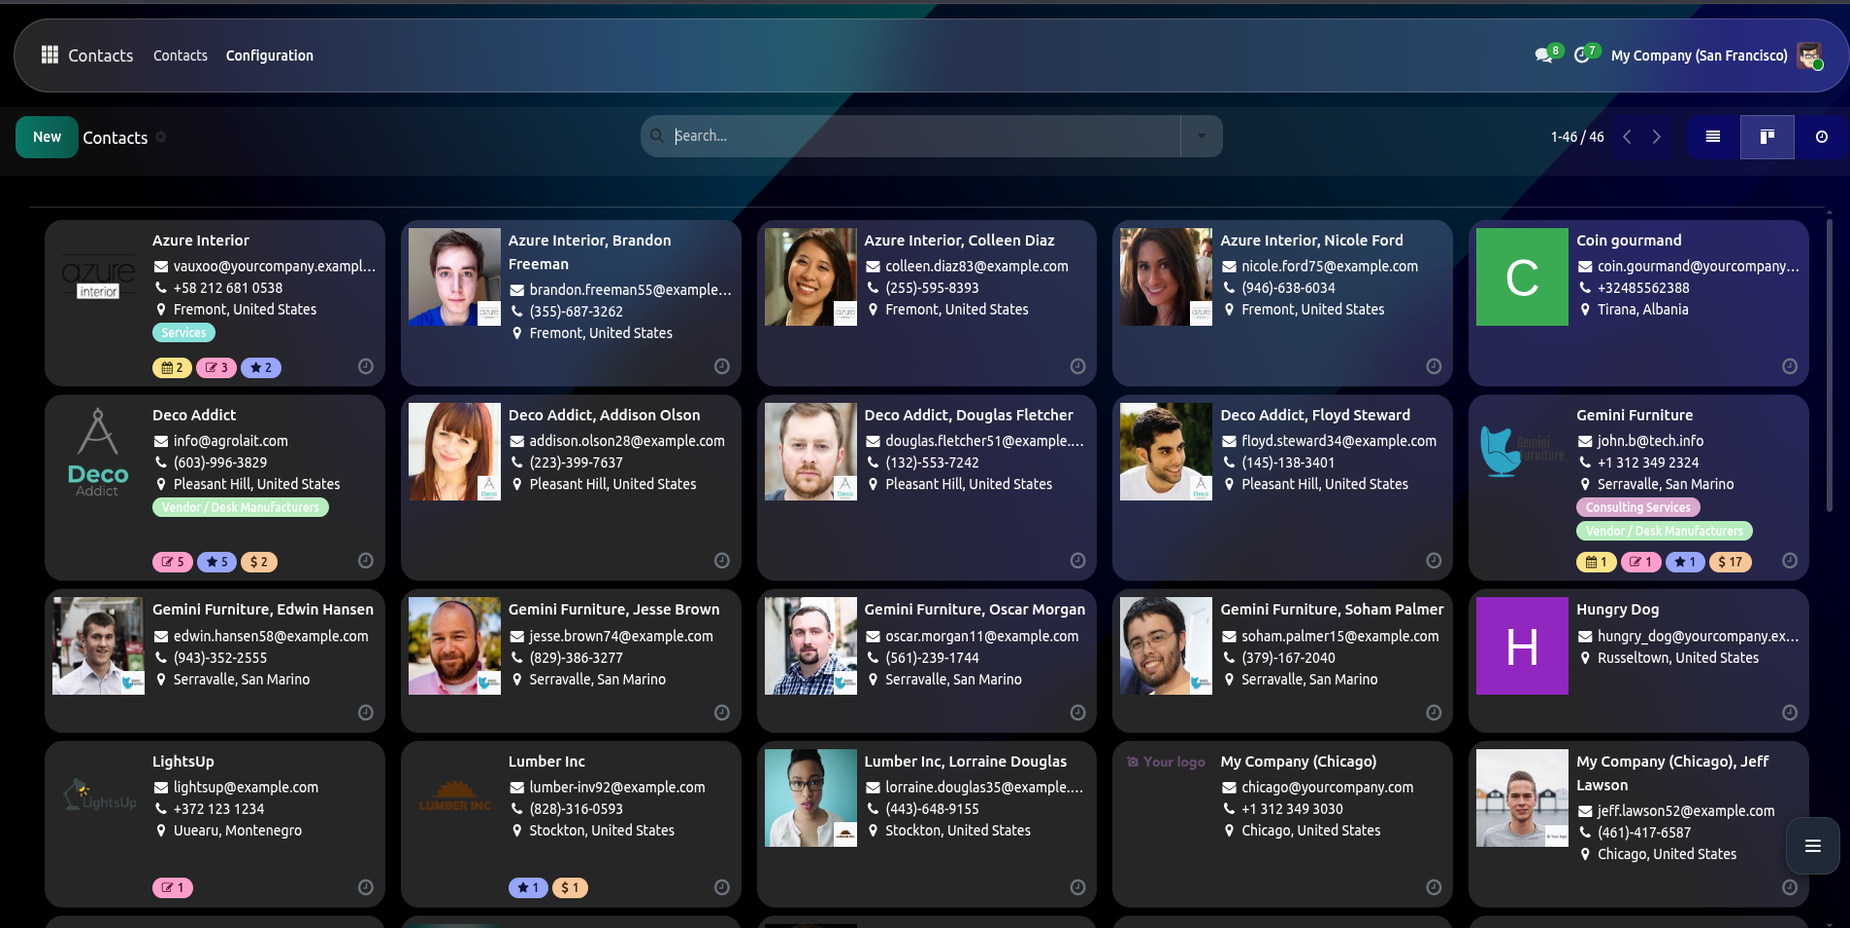 Contacts Contacts Configuration 8 7 My Company (San Francisco)
New Contacts Search... 1-46 / 46
azure
interior
Azure Interior
vauxoo@yourcompany.exampl...
+58 212 681 0538
Fremont, United States
Services
2 3 2
Azure Interior, Brandon
Freeman
brandon.freeman55@example...
(355)-687-3262
Fremont, United States
Azure Interior, Colleen Diaz
colleen.diaz83@example.com
(255)-595-8393
Fremont, United States
Azure Interior, Nicole Ford
nicole.ford75@example.com
(946)-638-6034
Fremont, United States
C
Coin gourmand
coin.gourmand@yourcompany...
+32485562388
Tirana, Albania
Deco
Addict
Deco Addict
info@agrolait.com
(603)-996-3829
Pleasant Hill, United States
Vendor / Desk Manufacturers
5 5 $ 2
Deco Addict, Addison Olson
addison.olson28@example.com
(223)-399-7637
Pleasant Hill, United States
Deco Addict, Douglas Fletcher
douglas.fletcher51@example....
(132)-553-7242
Pleasant Hill, United States
Deco Addict, Floyd Steward
floyd.steward34@example.com
(145)-138-3401
Pleasant Hill, United States
Gemini
Furniture
Gemini Furniture
john.b@tech.info
+1 312 349 2324
Serravalle, San Marino
Consulting Services
Vendor / Desk Manufacturers
1 1 1 $ 17
Gemini Furniture, Edwin Hansen
edwin.hansen58@example.com
(943)-352-2555
Serravalle, San Marino
Gemini Furniture, Jesse Brown
jesse.brown74@example.com
(829)-386-3277
Serravalle, San Marino
Gemini Furniture, Oscar Morgan
oscar.morgan11@example.com
(561)-239-1744
Serravalle, San Marino
Gemini Furniture, Soham Palmer
soham.palmer15@example.com
(379)-167-2040
Serravalle, San Marino
H
Hungry Dog
hungry_dog@yourcompany.ex...
Russeltown, United States
LightsUp
LightsUp
lightsup@example.com
+372 123 1234
Uuearu, Montenegro
1
LUMBER INC
Lumber Inc
lumber-inv92@example.com
(828)-316-0593
Stockton, United States
1 $ 1
Lumber Inc, Lorraine Douglas
lorraine.douglas35@example....
(443)-648-9155
Stockton, United States
Your logo
My Company (Chicago)
chicago@yourcompany.com
+1 312 349 3030
Chicago, United States
My Company (Chicago), Jeff
Lawson
jeff.lawson52@example.com
(461)-417-6587
Chicago, United States